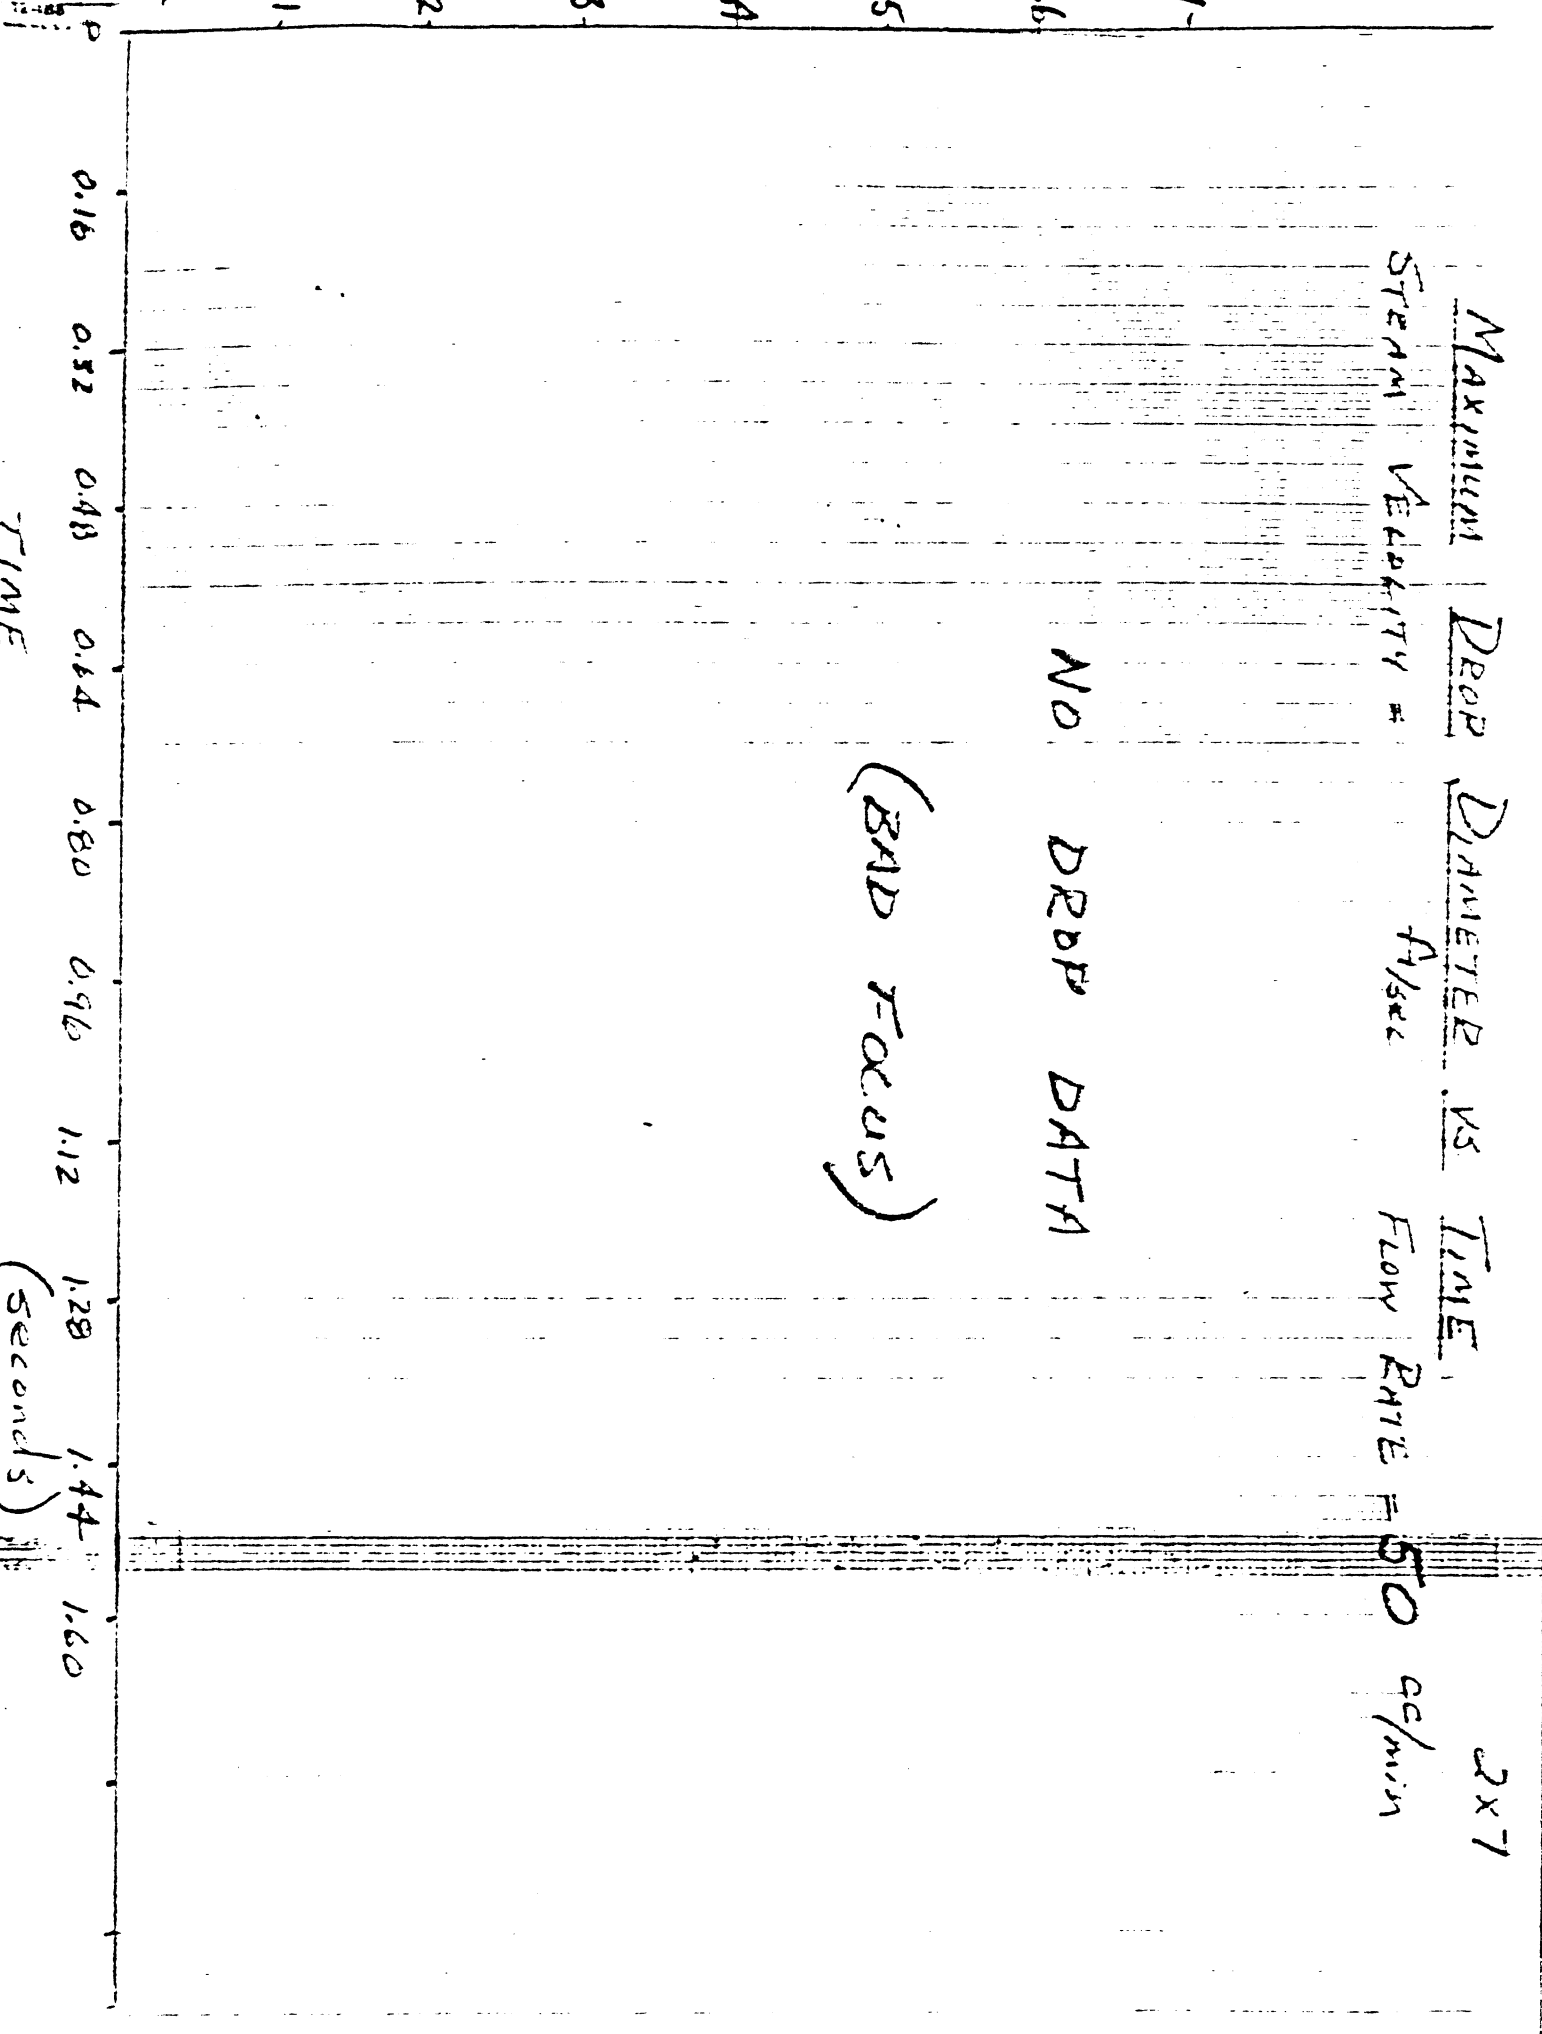 2x7
MAXIMUM DROP DIAMETER VS TIME
STEAM VELOCITY = ft/sec FLOW RATE = 50 cc/min
7
6
5
4
3
2
1
0
NO DROP DATA
(BAD FOCUS)
0.16 0.32 0.48 0.64 0.80 0.96 1.12 1.28 1.44 1.60
TIME (seconds)